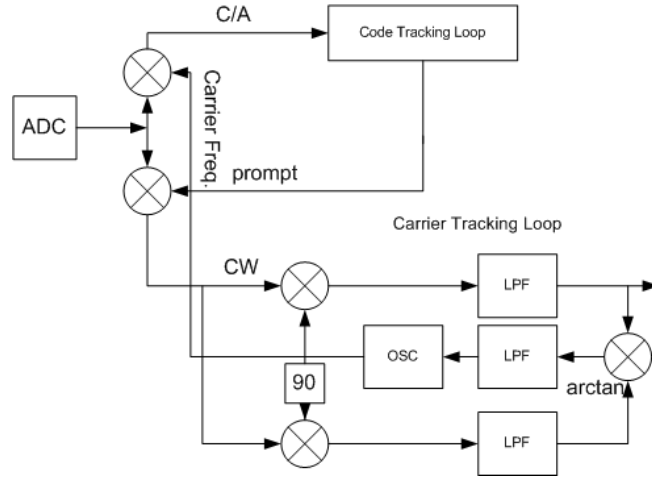 C/A
Code Tracking Loop
ADC
Carrier Freq.
prompt
Carrier Tracking Loop
CW
LPF
OSC
LPF
90
arctan
LPF